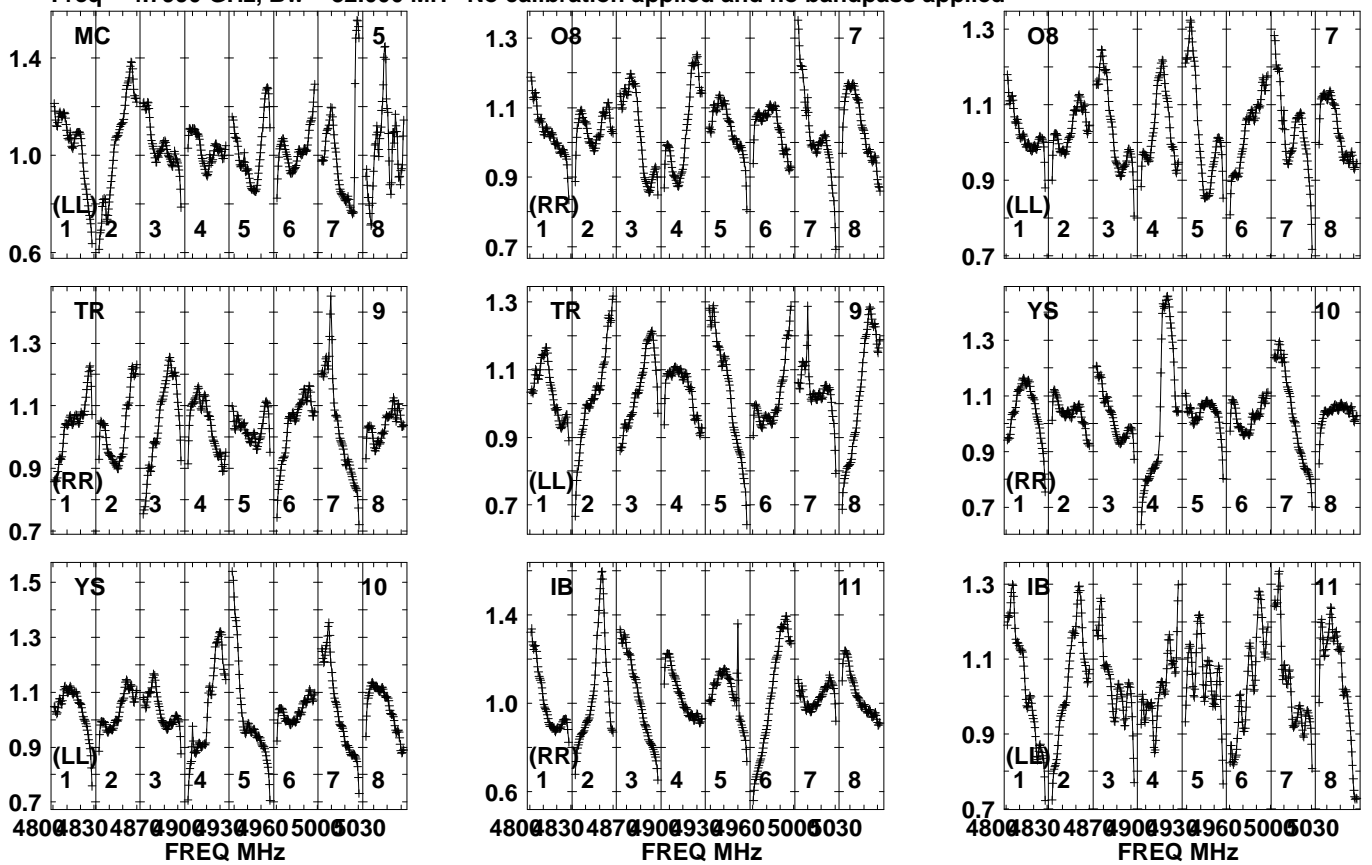 Freq GHz, No calibration applied and no bandpass applied
MC 5
1.4
1.0
0.6
(LL)
1 2 3 4 5 6 7 8
O8 7
1.3
1.1
0.9
0.7
(RR)
1 2 3 4 5 6 7 8
O8 7
1.3
1.1
0.9
0.7
(LL)
1 2 3 4 5 6 7 8
TR 9
1.3
1.1
0.9
0.7
(RR)
1 2 3 4 5 6 7 8
TR 9
1.3
1.1
0.9
0.7
(LL)
1 2 3 4 5 6 7 8
YS 10
1.3
1.1
0.9
0.7
(RR)
1 2 3 4 5 6 7 8
YS 10
1.5
1.3
1.1
0.9
0.7
(LL)
1 2 3 4 5 6 7 8
4800 4830 4870 4900 4930 4960 5000 5030
FREQ MHz
IB 11
1.4
1.0
0.6
(RR)
1 2 3 4 5 6 7 8
4800 4830 4870 4900 4930 4960 5000 5030
FREQ MHz
IB 11
1.3
1.1
0.9
0.7
(LL)
1 2 3 4 5 6 7 8
4800 4830 4870 4900 4930 4960 5000 5030
FREQ MHz